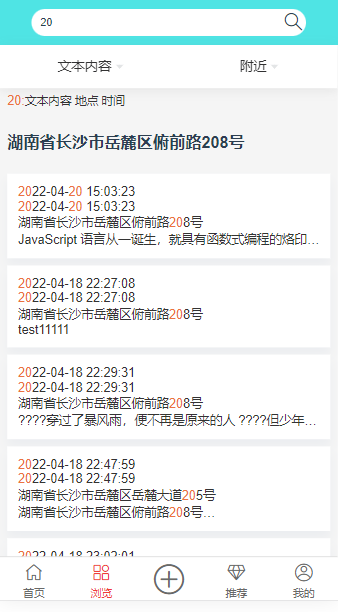 20
文本内容 附近
20:文本内容 地点 时间
湖南省长沙市岳麓区俯前路208号
2022-04-20 15:03:23
2022-04-20 15:03:23
湖南省长沙市岳麓区俯前路208号
JavaScript 语言从一诞生，就具有函数式编程的烙印…
2022-04-18 22:27:08
2022-04-18 22:27:08
湖南省长沙市岳麓区俯前路208号
test11111
2022-04-18 22:29:31
2022-04-18 22:29:31
湖南省长沙市岳麓区俯前路208号
????穿过了暴风雨，便不再是原来的人 ????但少年…
2022-04-18 22:47:59
2022-04-18 22:47:59
湖南省长沙市岳麓区岳麓大道205号
湖南省长沙市岳麓区俯前路208号…
2022-04-18 23:02:01
首页 浏览 推荐 我的